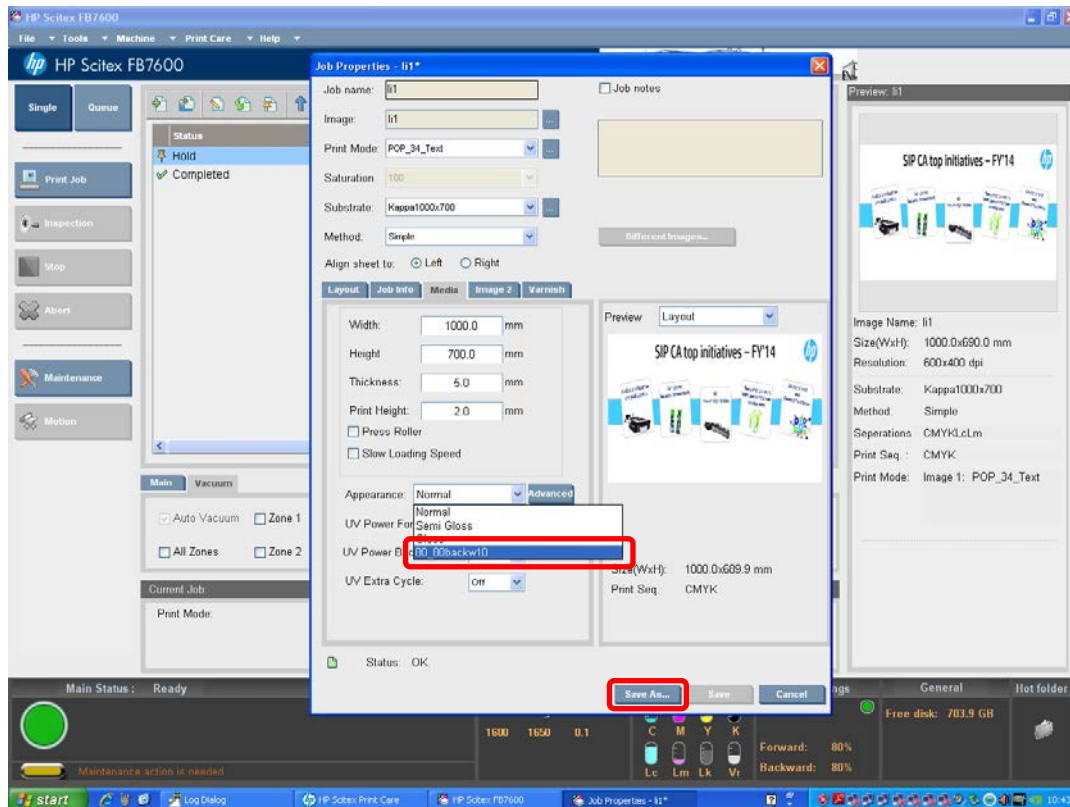 HP Scitex FB7600
File Tools Machine Print Care Help
hp HP Scitex FB7600
Single Queue
Status
Hold
Completed
Print Job
Inspection
Stop
Abort
Maintenance
Motion
Main Vacuum
Auto Vacuum Zone 1
All Zones Zone 2
Current Job:
Print Mode:
Job Properties - li1*
Job name: li1
Job notes
Image: li1
Print Mode: POP_34_Text
Saturation 100
Substrate: Kappa1000x700
Method: Simple
Different Images...
Align sheet to: Left Right
Layout Job Info Media Image 2 Varnish
Width: 1000.0 mm
Height 700.0 mm
Thickness: 5.0 mm
Print Height: 2.0 mm
Press Roller
Slow Loading Speed
Appearance: Normal Advanced
Normal
Semi Gloss
80_80backw10
UV Power For
UV Power
UV Extra Cycle: Off
Preview Layout
SIP CA top initiatives – FY'14
Size(WxH): 1000.0x689.9 mm
Print Seq CMYK
Status: OK
Save As... Save Cancel
Preview: li1
SIP CA top initiatives – FY'14
Image Name: li1
Size(WxH): 1000.0x690.0 mm
Resolution: 600x400 dpi
Substrate: Kappa1000x700
Method: Simple
Seperations CMYKLcLm
Print Seq. : CMYK
Print Mode: Image 1: POP_34_Text
Main Status : Ready
Maintenance action is needed
1600 1650 0.1
C M Y K
Lc Lm Lk Vr
ngs
Forward: 80%
Backward: 80%
General
Free disk: 703.9 GB
Hot folder
start Log Dialog HP Scitex Print Care HP Scitex FB7600 Job Properties - li1*